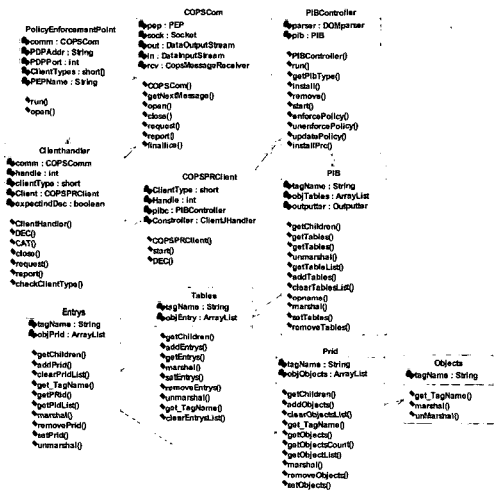 PolicyEnforcementPoint
comm : COPSCom
PDPAddr : String
PDPPort : int
ClientTypes : short[]
PEPName : String
run()
open()
COPSCom
pep : PEP
sock : Socket
out : DataOutputStream
in : DataInputStream
rcv : CopsMessageReceiver
COPSCom()
getNextMessage()
open()
close()
request()
report()
finallice()
PIBController
parser : DOMparser
pib : PIB
PIBController()
run()
getPibType()
install()
remove()
start()
enforcePolicy()
unenforcePolicy()
updatePolicy()
installPrc()
Clienthandler
comm : COPSComm
handle : int
clientType : short
Client : COPSPRClient
expectindDec : boolean
ClientHandler()
DEC()
CAT()
close()
request()
report()
checkClientType()
COPSPRClient
ClientType : short
Handle : int
pibc : PIBController
Constroller : ClientJHandler
COPSPRClient()
start()
DEC()
PIB
tagName : String
objTables : ArrayList
outputter : Outputter
getChildren()
getTables()
getTables()
unmarshal()
getTableList()
addTables()
clearTablesList()
opname()
marshal()
setTables()
removeTables()
Entrys
tagName : String
objPrid : ArrayList
getChildren()
addPrid()
clearPridList()
get_TagName()
getPRid()
getPidList()
marshal()
removePrid()
setPrid()
unmarshal()
Tables
tagName : String
objEntry : ArrayList
getChildren()
addEntrys()
getEntrys()
marshal()
setEntrys()
removeEntrys()
unmarshal()
get_TagName()
clearEntrysList()
Prid
tagName : String
objObjects : ArrayList
getChildren()
addObjects()
clearObjectsList()
get_TagName()
getObjects()
getObjectsCount()
getObjectList()
marshal()
removeObjects()
setObjects()
Objects
tagName : String
get_TagName()
marshal()
unMarshal()